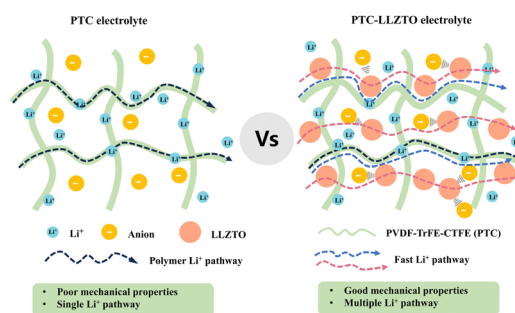 PTC electrolyte
PTC-LLZTO electrolyte
Vs
Li⁺
Anion
LLZTO
Polymer Li⁺ pathway
PVDF-TrFE-CTFE (PTC)
Fast Li⁺ pathway
• Poor mechanical properties
• Single Li⁺ pathway
• Good mechanical properties
• Multiple Li⁺ pathway